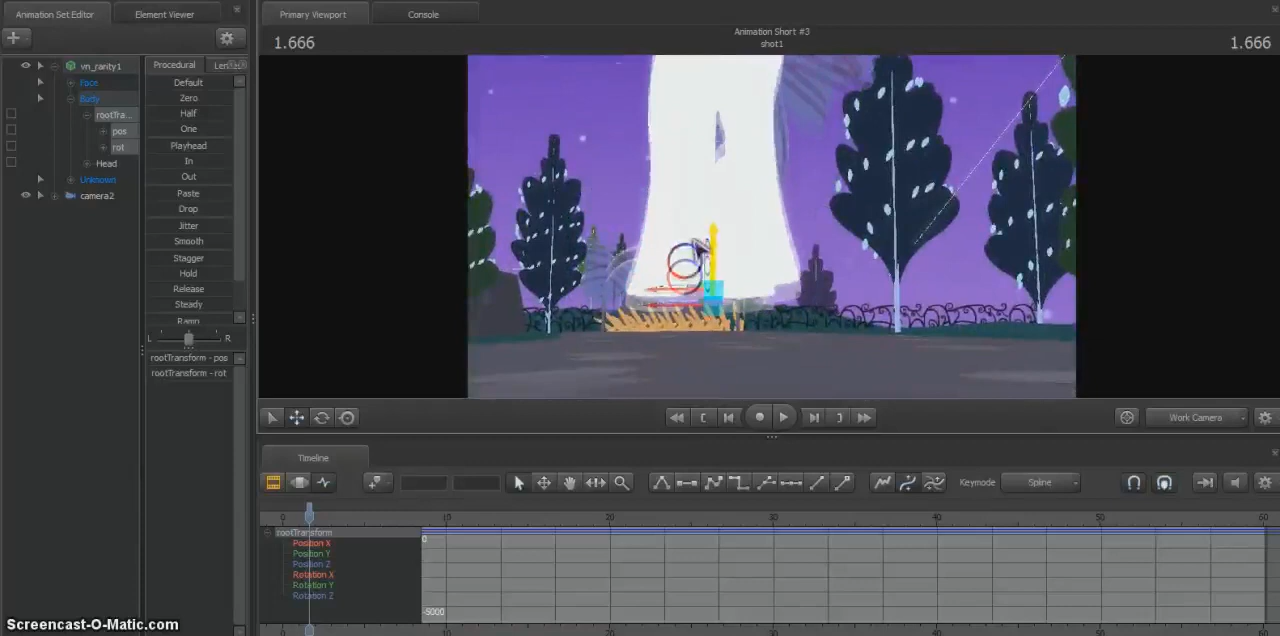 Animation Set Editor
Element Viewer
Primary Viewport
Console
1.666
Animation Short #3
shot1
1.666
vn_rarity1
Face
Body
rootTra...
pos
rot
Head
Unknown
camera2
Procedural
Default
Zero
Half
One
Playhead
In
Out
Paste
Drop
Jitter
Smooth
Stagger
Hold
Release
Steady
Ramp
L
R
rootTransform - pos
rootTransform - rot
Work Camera
Timeline
Keymode
Spline
0
10
20
30
40
50
60
rootTransform
Position X
Position Y
Position Z
Rotation X
Rotation Y
Rotation Z
0
-5000
0
Screencast-O-Matic.com